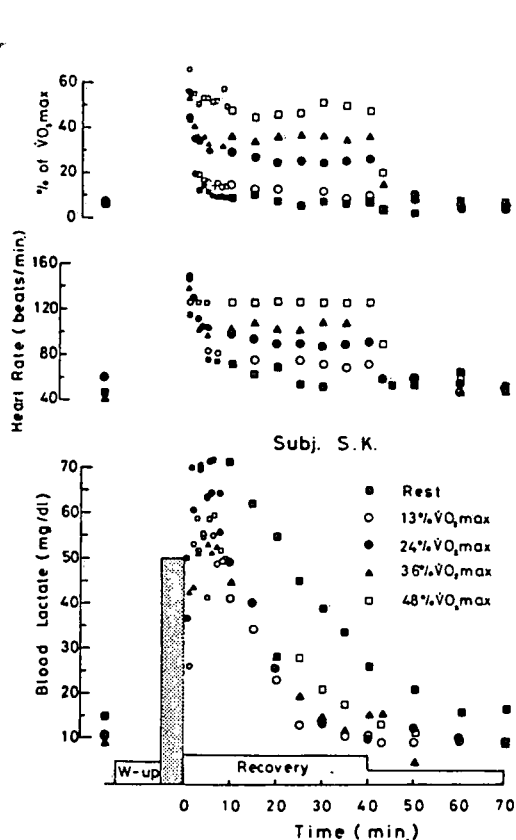 % of V̇O₂max
60
40
20
0
Heart Rate (beats/min.)
160
120
80
40
Subj. S.K.
Blood Lactate (mg/dl)
70
60
50
40
30
20
10
■ Rest
○ 13%V̇O₂max
● 24%V̇O₂max
▲ 36%V̇O₂max
□ 48%V̇O₂max
W-up
Recovery
0 10 20 30 40 50 60 70
Time (min.)